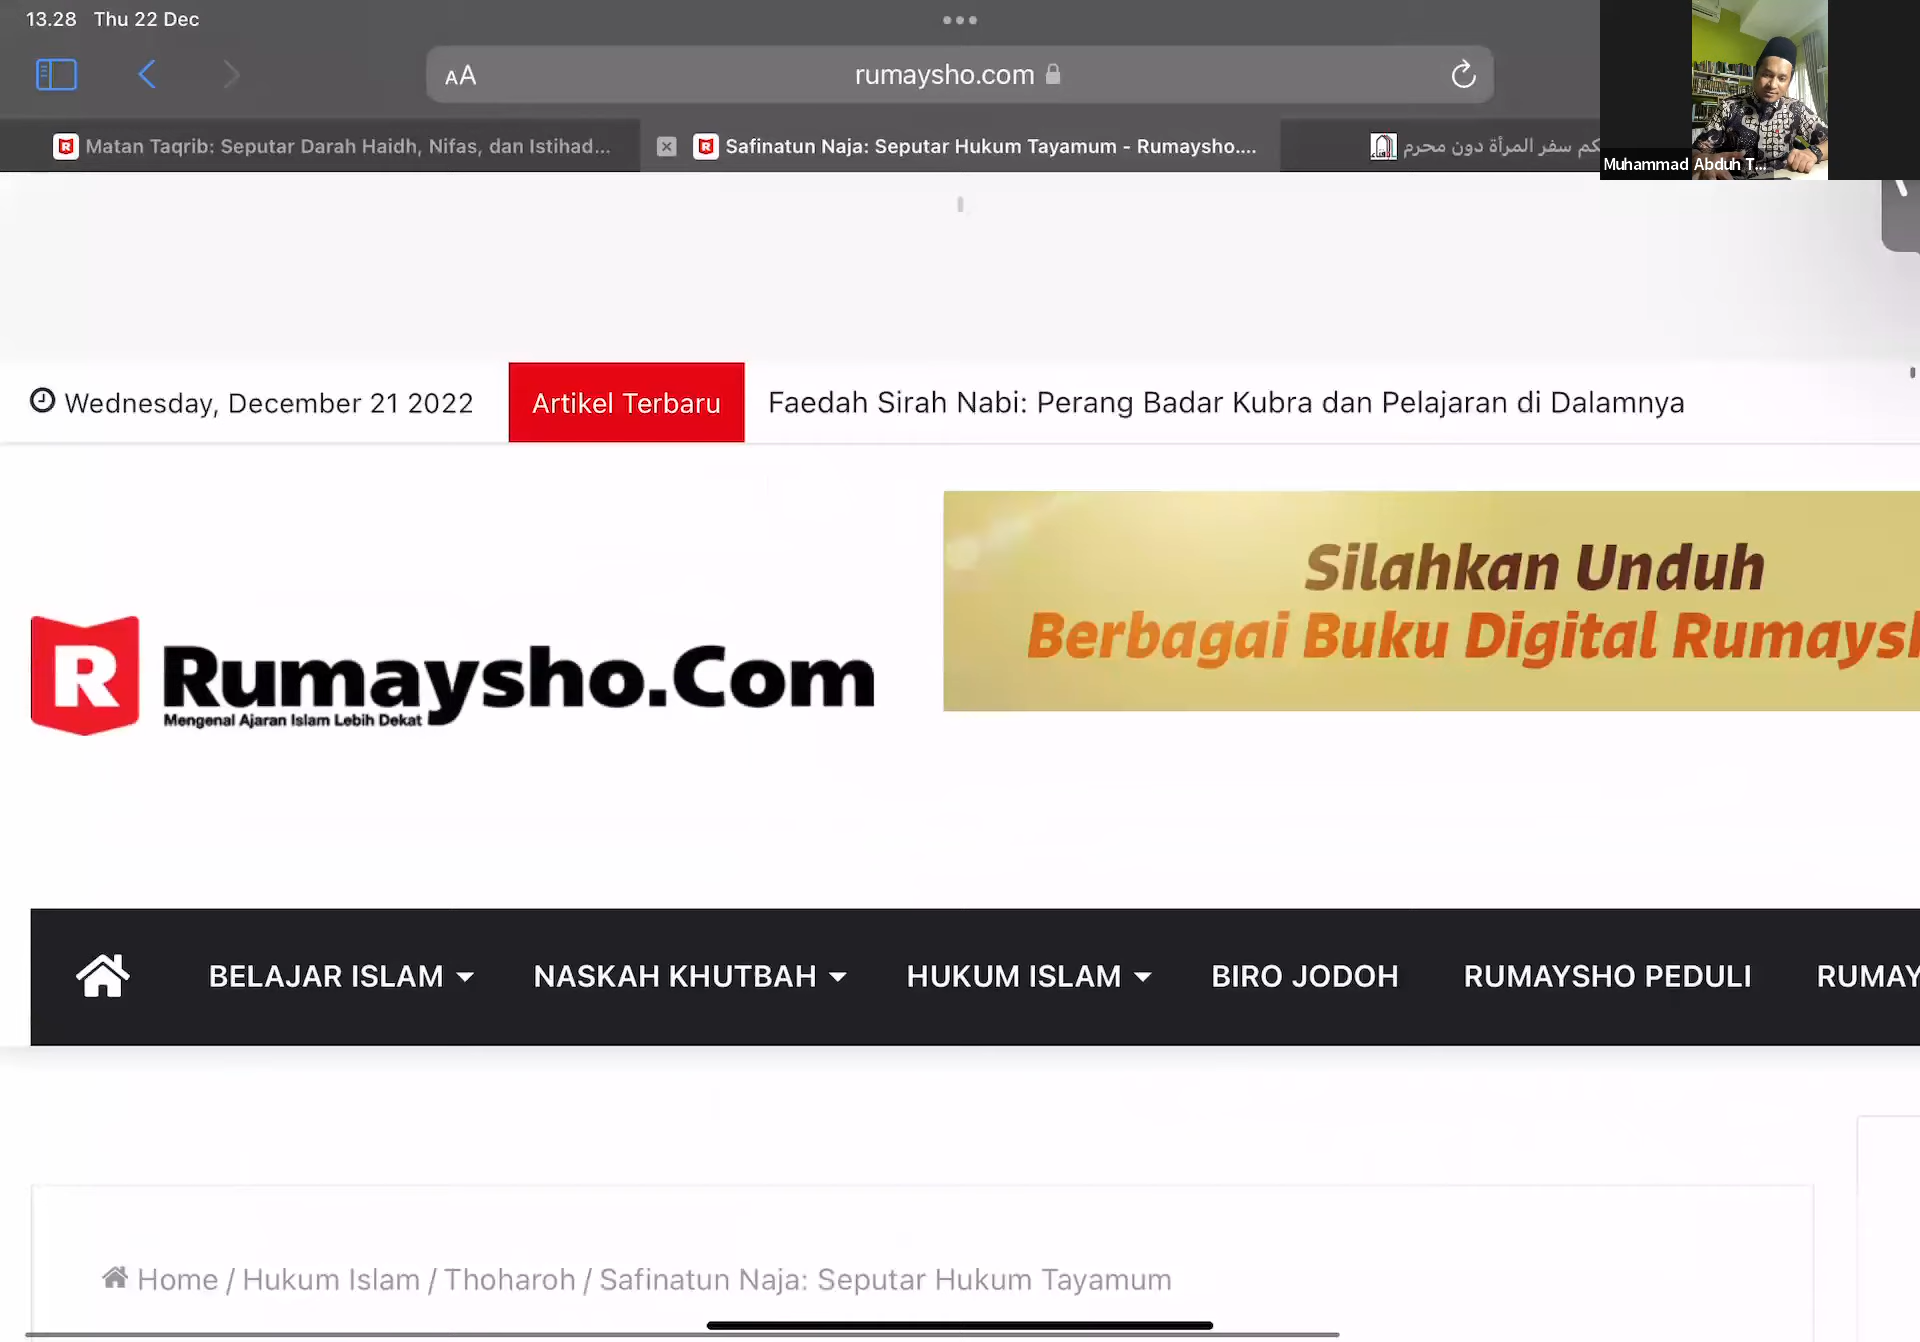 13.28 Thu 22 Dec
AA rumaysho.com
Matan Taqrib: Seputar Darah Haidh, Nifas, dan Istihad...
Safinatun Naja: Seputar Hukum Tayamum - Rumaysho....
كم سفر المرأة دون محرم
Muhammad Abduh T...
Wednesday, December 21 2022
Artikel Terbaru
Faedah Sirah Nabi: Perang Badar Kubra dan Pelajaran di Dalamnya
Silahkan Unduh
Berbagai Buku Digital Rumaysh
R Rumaysho.Com
Mengenal Ajaran Islam Lebih Dekat
BELAJAR ISLAM NASKAH KHUTBAH HUKUM ISLAM BIRO JODOH RUMAYSHO PEDULI RUMAY
Home / Hukum Islam / Thoharoh / Safinatun Naja: Seputar Hukum Tayamum